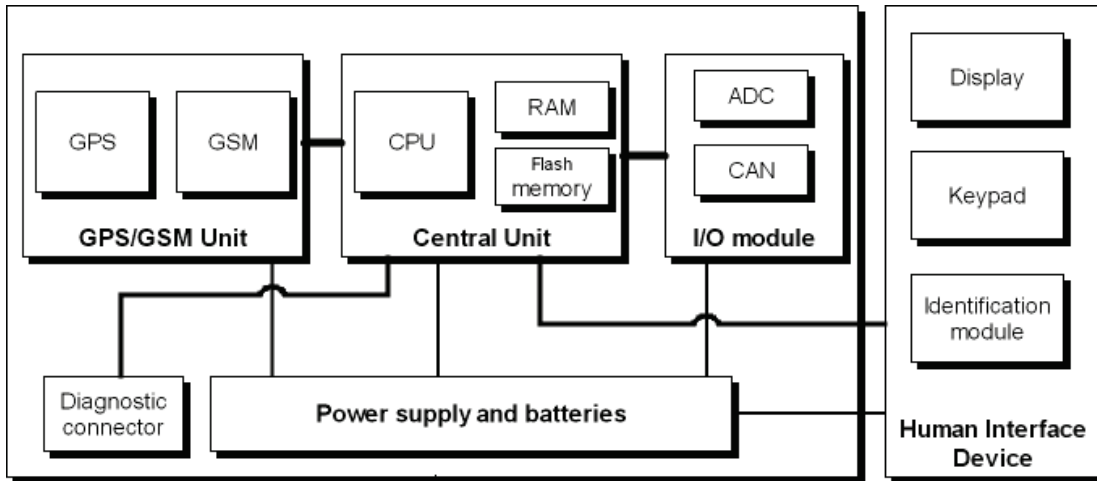 GPS
GSM
GPS/GSM Unit
CPU
RAM
Flash
memory
Central Unit
ADC
CAN
I/O module
Diagnostic
connector
Power supply and batteries
Display
Keypad
Identification
module
Human Interface
Device